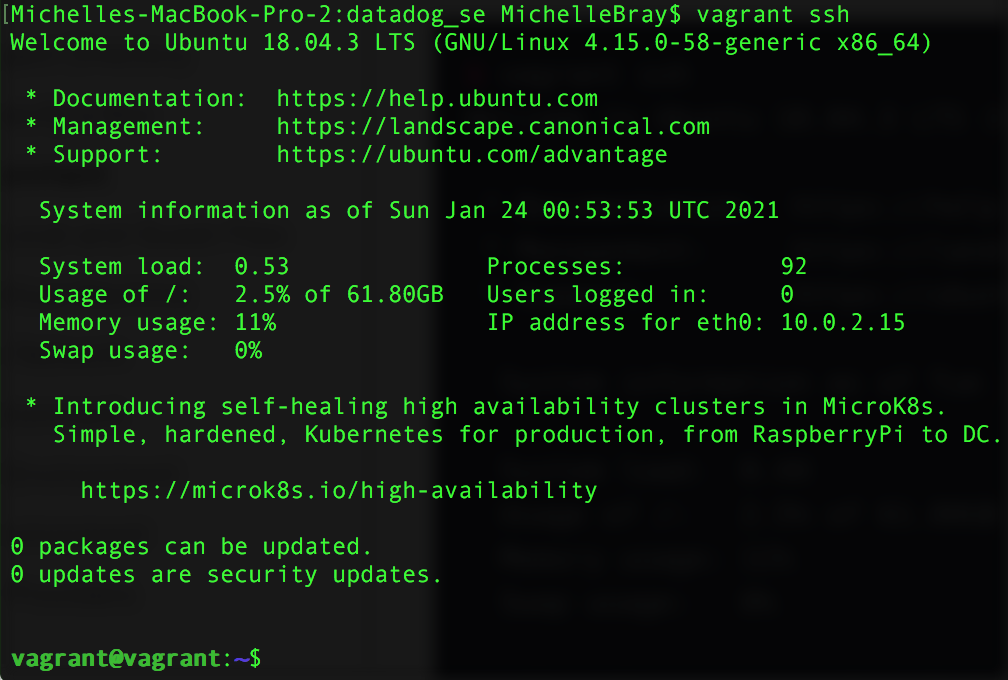 [Michelles-MacBook-Pro-2:datadog_se MichelleBray$ vagrant ssh
Welcome to Ubuntu 18.04.3 LTS (GNU/Linux 4.15.0-58-generic x86_64)
* Documentation:  https://help.ubuntu.com
* Management:     https://landscape.canonical.com
* Support:        https://ubuntu.com/advantage
System information as of Sun Jan 24 00:53:53 UTC 2021
System load:  0.53              Processes:           92
Usage of /:   2.5% of 61.80GB   Users logged in:     0
Memory usage: 11%               IP address for eth0: 10.0.2.15
Swap usage:   0%
* Introducing self-healing high availability clusters in MicroK8s.
Simple, hardened, Kubernetes for production, from RaspberryPi to DC.
https://microk8s.io/high-availability
0 packages can be updated.
0 updates are security updates.
vagrant@vagrant:~$